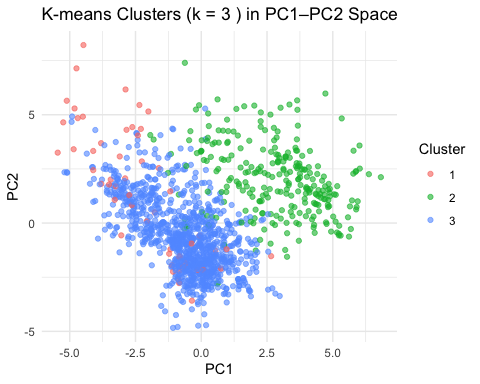 K-means Clusters (k = 3 ) in PC1–PC2 Space
PC2
5
0
-5
-5.0
-2.5
0.0
2.5
5.0
PC1
Cluster
1
2
3